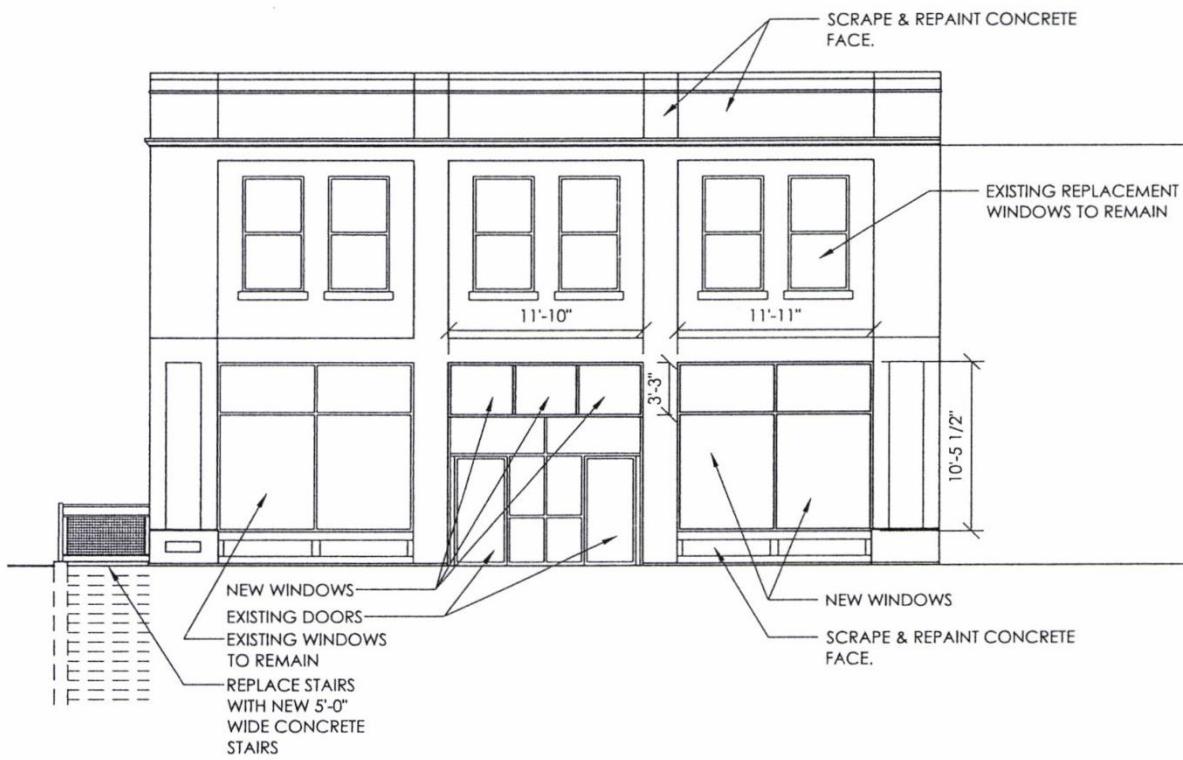 SCRAPE & REPAINT CONCRETE
FACE.
EXISTING REPLACEMENT
WINDOWS TO REMAIN
11'-10"
11'-11"
3'-3"
10'-5 1/2"
NEW WINDOWS
EXISTING DOORS
EXISTING WINDOWS
TO REMAIN
REPLACE STAIRS
WITH NEW 5'-0"
WIDE CONCRETE
STAIRS
NEW WINDOWS
SCRAPE & REPAINT CONCRETE
FACE.